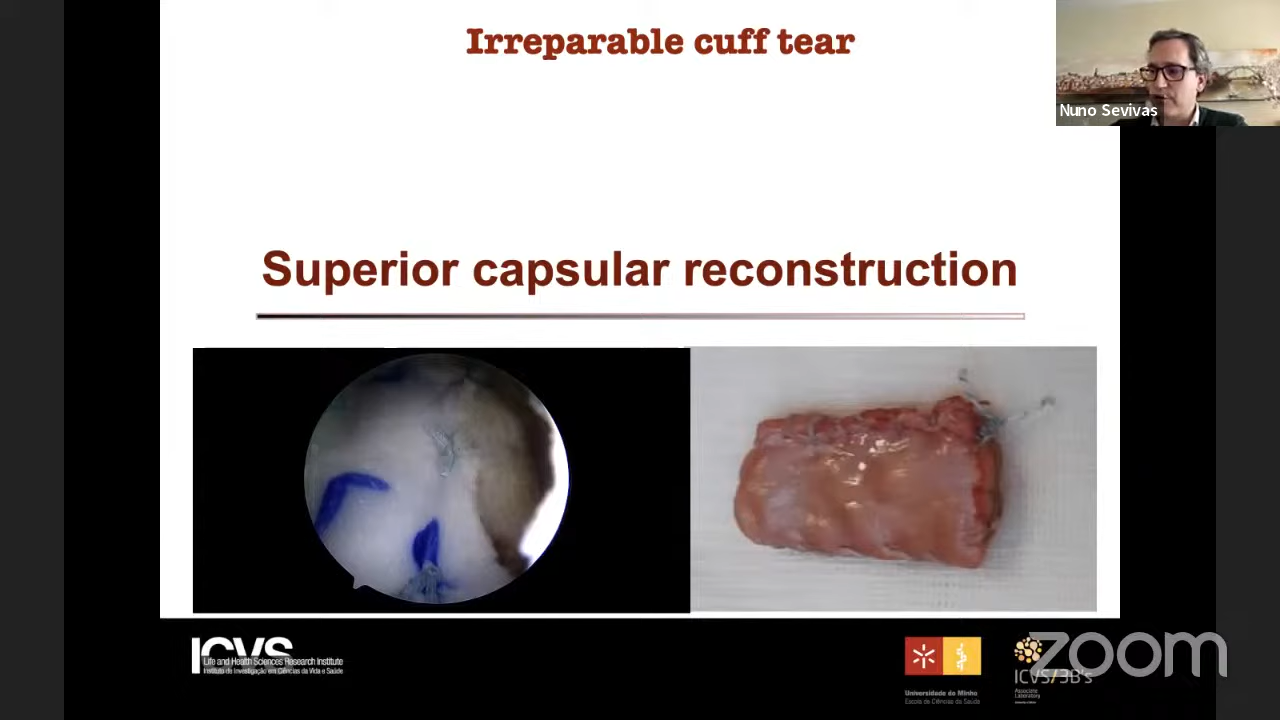 Irreparable cuff tear
Nuno Sevivas
Superior capsular reconstruction
ICVS
Life and Health Sciences Research Institute
Instituto de Investigação em Ciências da Vida e Saúde
Universidade do Minho
Escola de Ciências da Saúde
ICVS/3B's
Associate
Laboratory
zoom